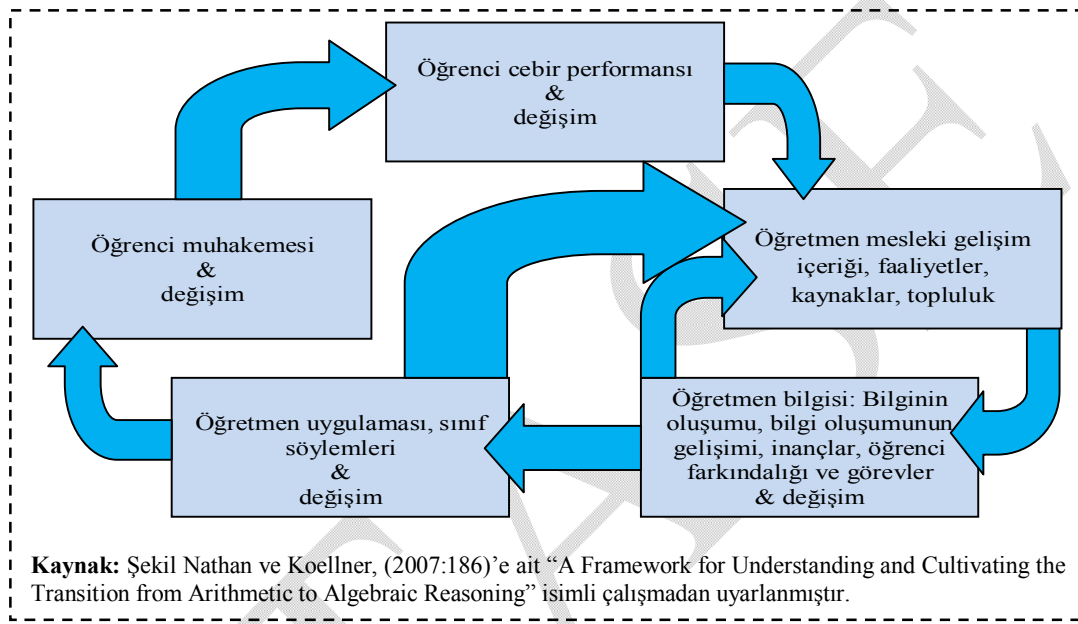 Öğrenci cebir performansı
&
değişim
Öğrenci muhakemesi
&
değişim
Öğretmen mesleki gelişim
içeriği, faaliyetler,
kaynaklar, topluluk
Öğretmen uygulaması, sınıf
söylemleri
&
değişim
Öğretmen bilgisi: Bilginin
oluşumu, bilgi oluşumunun
gelişimi, inançlar, öğrenci
farkındalığı ve görevler
& değişim
Kaynak: Şekil Nathan ve Koellner, (2007:186)’e ait “A Framework for Understanding and Cultivating the
Transition from Arithmetic to Algebraic Reasoning” isimli çalışmadan uyarlanmıştır.